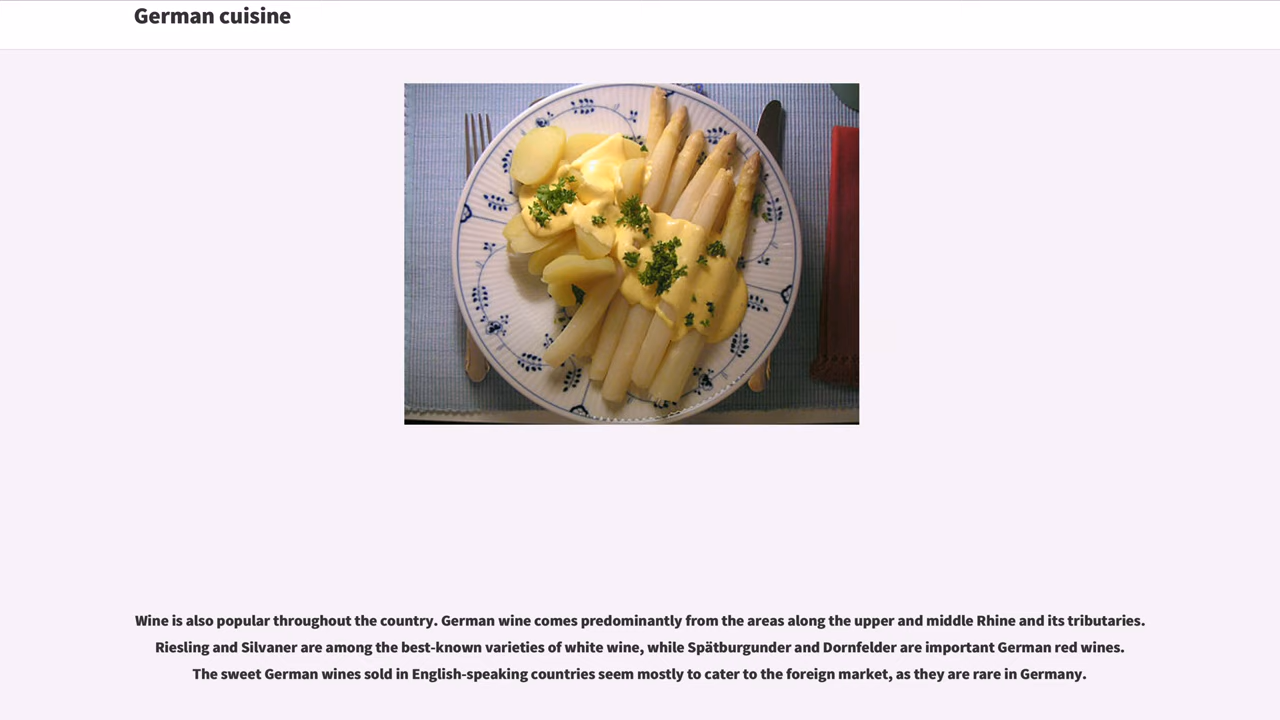 German cuisine
Wine is also popular throughout the country. German wine comes predominantly from the areas along the upper and middle Rhine and its tributaries.
Riesling and Silvaner are among the best-known varieties of white wine, while Spätburgunder and Dornfelder are important German red wines.
The sweet German wines sold in English-speaking countries seem mostly to cater to the foreign market, as they are rare in Germany.